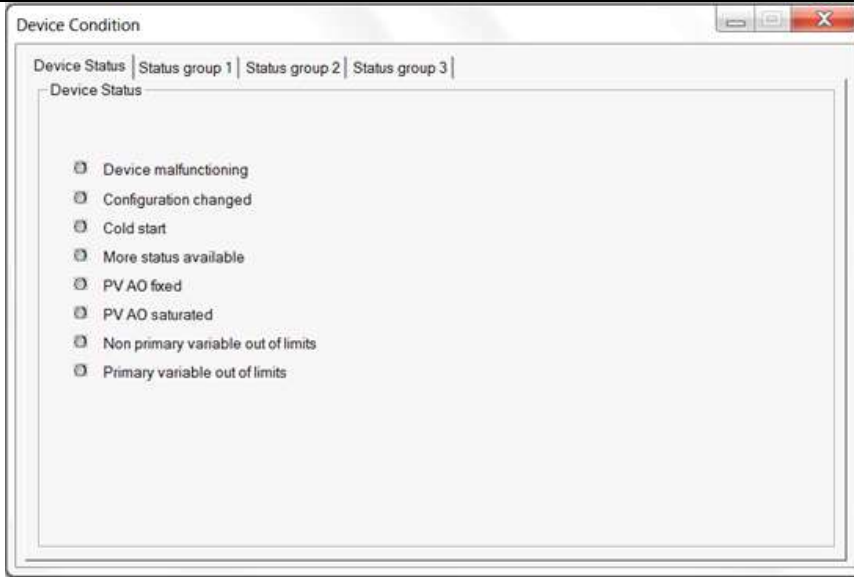 Device Condition
Device Status Status group 1 Status group 2 Status group 3
Device Status
Device malfunctioning
Configuration changed
Cold start
More status available
PV AO fixed
PV AO saturated
Non primary variable out of limits
Primary variable out of limits